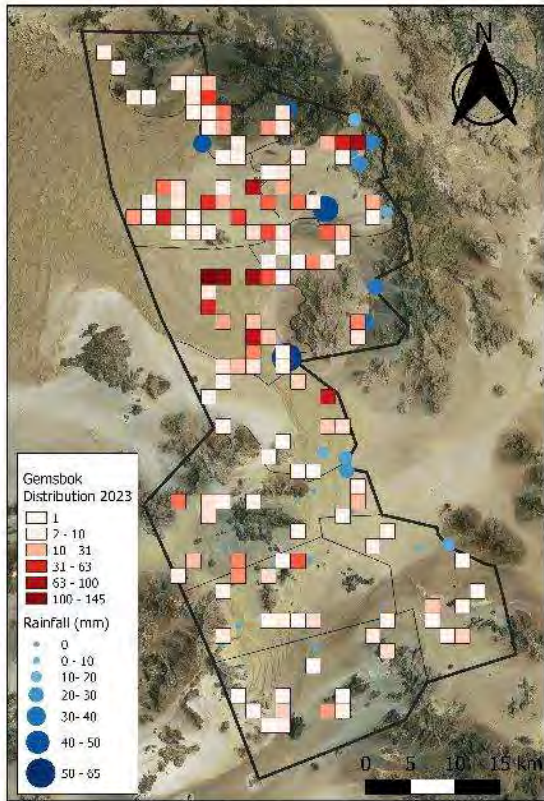 N
Gemsbok
Distribution 2023
1
2 - 10
10 - 31
31 - 63
63 - 100
100 - 145
Rainfall (mm)
0
0 - 10
10 - 20
20 - 30
30 - 40
40 - 50
50 - 65
0 5 10 15 km